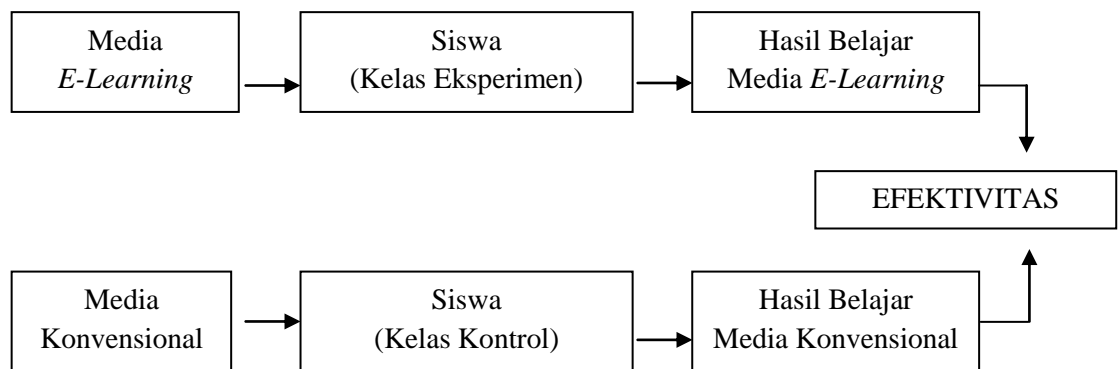 Media
E-Learning
Siswa
(Kelas Eksperimen)
Hasil Belajar
Media E-Learning
EFEKTIVITAS
Media
Konvensional
Siswa
(Kelas Kontrol)
Hasil Belajar
Media Konvensional